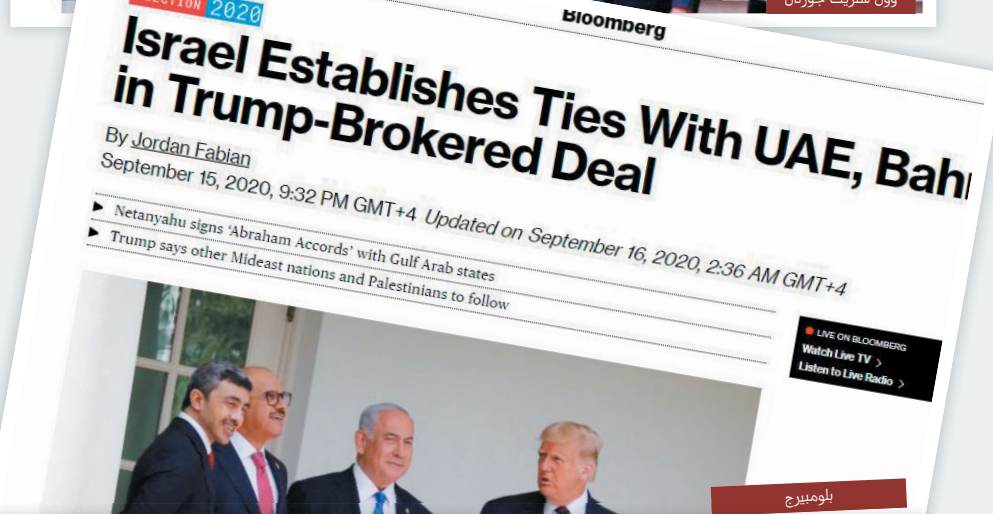 وول ستريت جورنال
ELECTION 2020
Bloomberg
Israel Establishes Ties With UAE,
in Trump-Brokered Deal
By Jordan Fabian
September 15, 2020, 9:32 PM GMT+4 Updated on September 16, 2020, 2:36 AM GMT+4
Netanyahu signs ‘Abraham Accords’ with Gulf Arab states
Trump says other Mideast nations and Palestinians to follow
LIVE ON BLOOMBERG
Watch Live TV >
Listen to Live Radio >
بلومبيرج